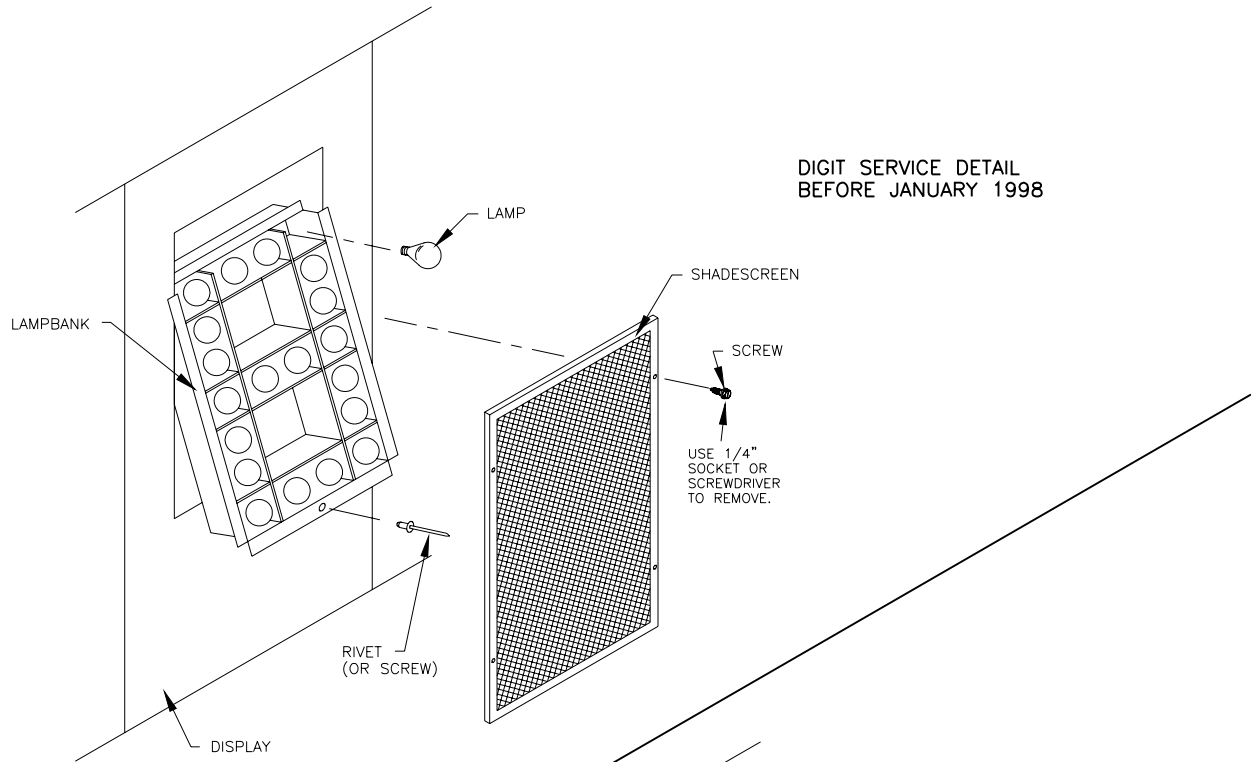 DIGIT SERVICE DETAIL
BEFORE JANUARY 1998
LAMP
SHADESCREEN
LAMPBANK
SCREW
USE 1/4"
SOCKET OR
SCREWDRIVER
TO REMOVE.
RIVET
(OR SCREW)
DISPLAY